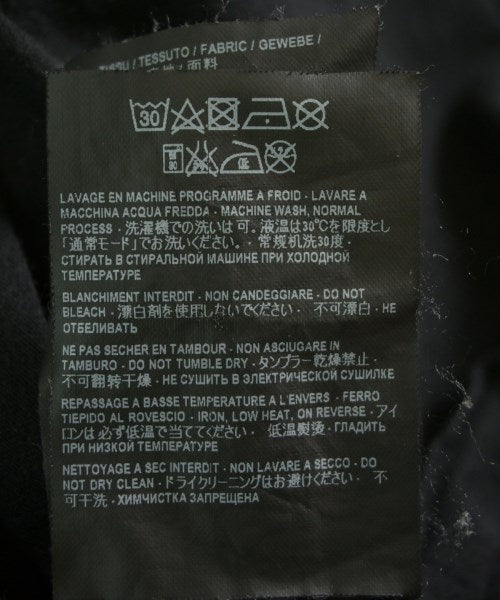 TISSU / TESSUTO / FABRIC / GEWEBE /
生地 / 面料
30
30 低
LAVAGE EN MACHINE PROGRAMME A FROID - LAVARE A
MACCHINA ACQUA FREDDA - MACHINE WASH, NORMAL
PROCESS - 洗濯機での洗いは可。液温は30℃を限度とし
「通常モード」でお洗いください。- 常规机洗30度 -
СТИРАТЬ В СТИРАЛЬНОЙ МАШИНЕ ПРИ ХОЛОДНОЙ
ТЕМПЕРАТУРЕ
BLANCHIMENT INTERDIT - NON CANDEGGIARE - DO NOT
BLEACH - 漂白剤を使用しないでください - 不可漂白 - НЕ
ОТБЕЛИВАТЬ
NE PAS SECHER EN TAMBOUR - NON ASCIUGARE IN
TAMBURO - DO NOT TUMBLE DRY - タンブラー乾燥禁止 -
不可翻转干燥 - НЕ СУШИТЬ В ЭЛЕКТРИЧЕСКОЙ СУШИЛКЕ
REPASSAGE A BASSE TEMPERATURE A L'ENVERS - FERRO
TIEPIDO AL ROVESCIO - IRON, LOW HEAT, ON REVERSE - アイ
ロンは必ず低温で当ててください - 低温熨烫 - ГЛАДИТЬ
ПРИ НИЗКОЙ ТЕМПЕРАТУРЕ
NETTOYAGE A SEC INTERDIT - NON LAVARE A SECCO - DO
NOT DRY CLEAN - ドライクリーニングはお避けください - 不
可干洗 - ХИМЧИСТКА ЗАПРЕЩЕНА